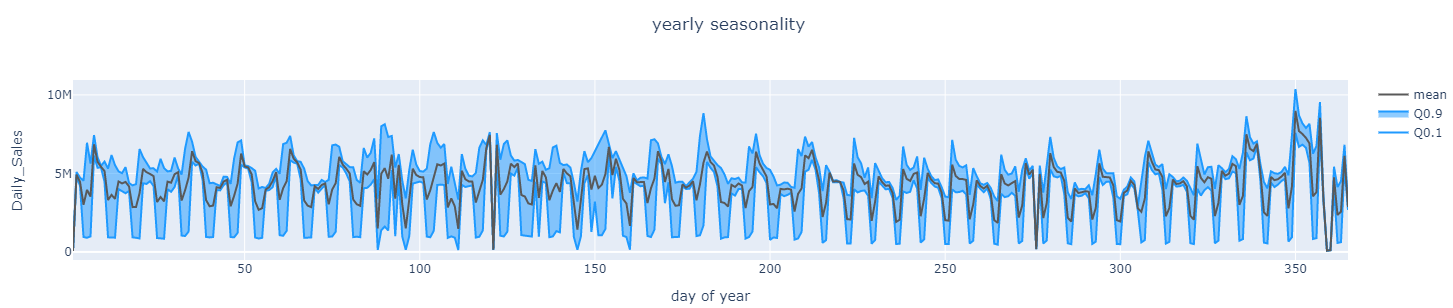 yearly seasonality
Daily_Sales
10M
5M
0
50
100
150
200
250
300
350
day of year
mean
Q0.9
Q0.1